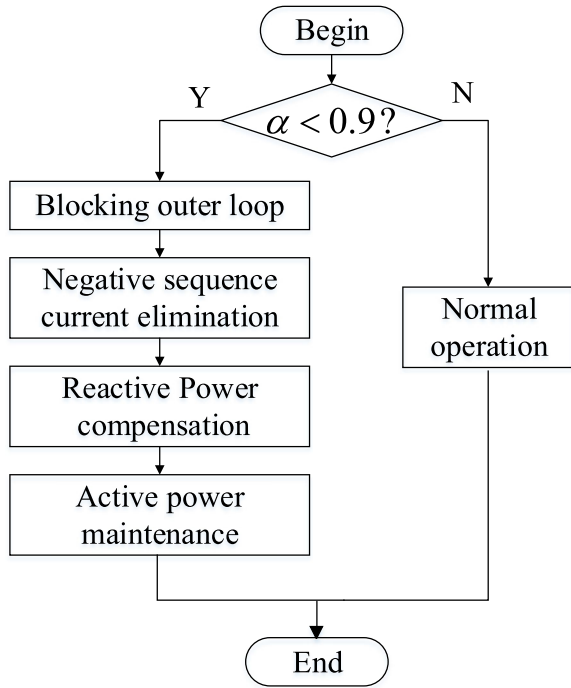 Begin
Y
N
α < 0.9?
Blocking outer loop
Negative sequence
current elimination
Normal
operation
Reactive Power
compensation
Active power
maintenance
End